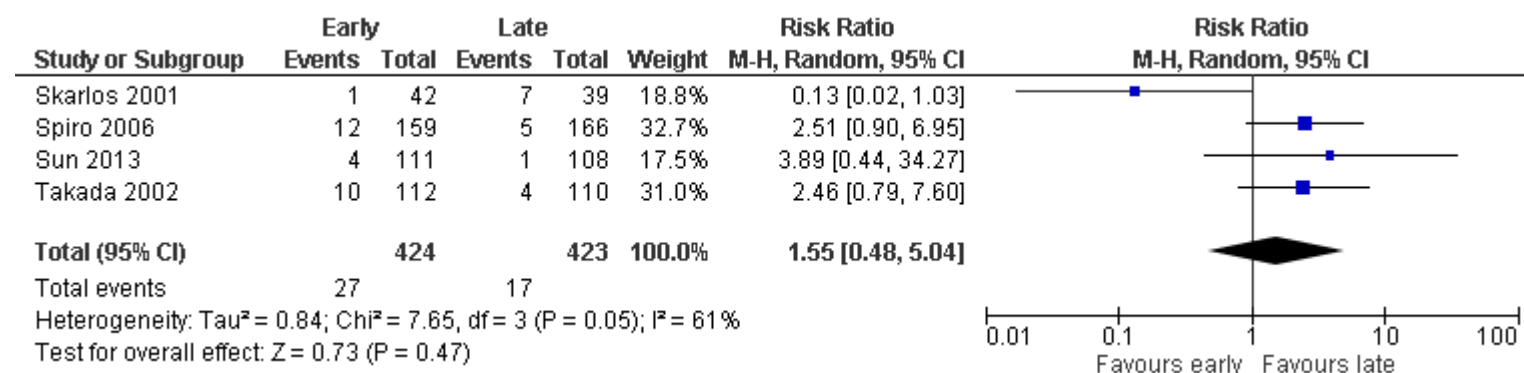 Early Late Risk Ratio Risk Ratio
Study or Subgroup Events Total Events Total Weight M-H, Random, 95% CI M-H, Random, 95% CI
Skarlos 2001 1 42 7 39 18.8% 0.13 [0.02, 1.03]
Spiro 2006 12 159 5 166 32.7% 2.51 [0.90, 6.95]
Sun 2013 4 111 1 108 17.5% 3.89 [0.44, 34.27]
Takada 2002 10 112 4 110 31.0% 2.46 [0.79, 7.60]
Total (95% CI) 424 423 100.0% 1.55 [0.48, 5.04]
Total events 27 17
Heterogeneity: Tau² = 0.84; Chi² = 7.65, df = 3 (P = 0.05); I² = 61%
Test for overall effect: Z = 0.73 (P = 0.47)
0.01 0.1 1 10 100
Favours early Favours late